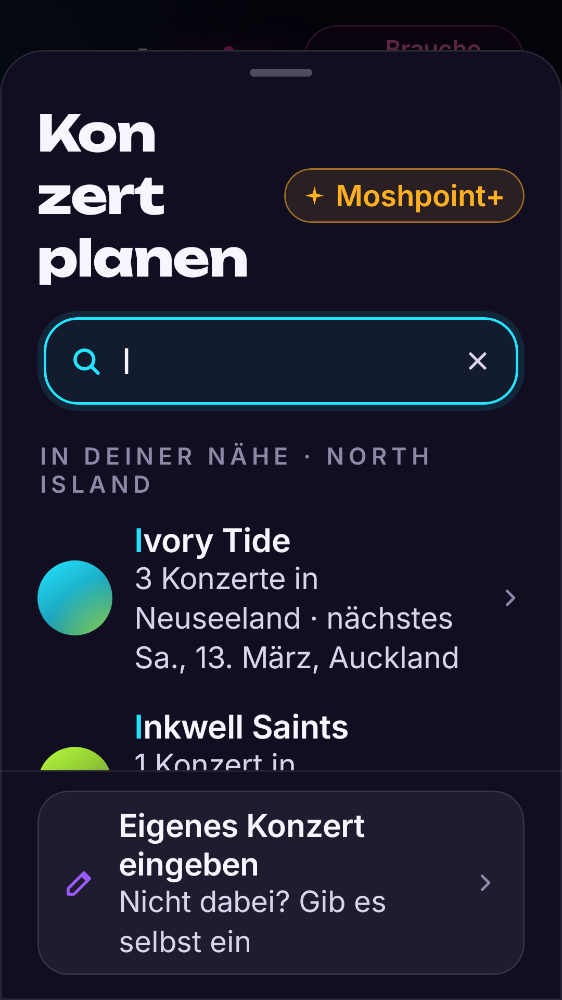 Brauche
Kon
zert
planen
Moshpoint+
I
IN DEINER NÄHE · NORTH
ISLAND
Ivory Tide
3 Konzerte in
Neuseeland · nächstes
Sa., 13. März, Auckland
Inkwell Saints
1 Konzert in
Eigenes Konzert
eingeben
Nicht dabei? Gib es
selbst ein